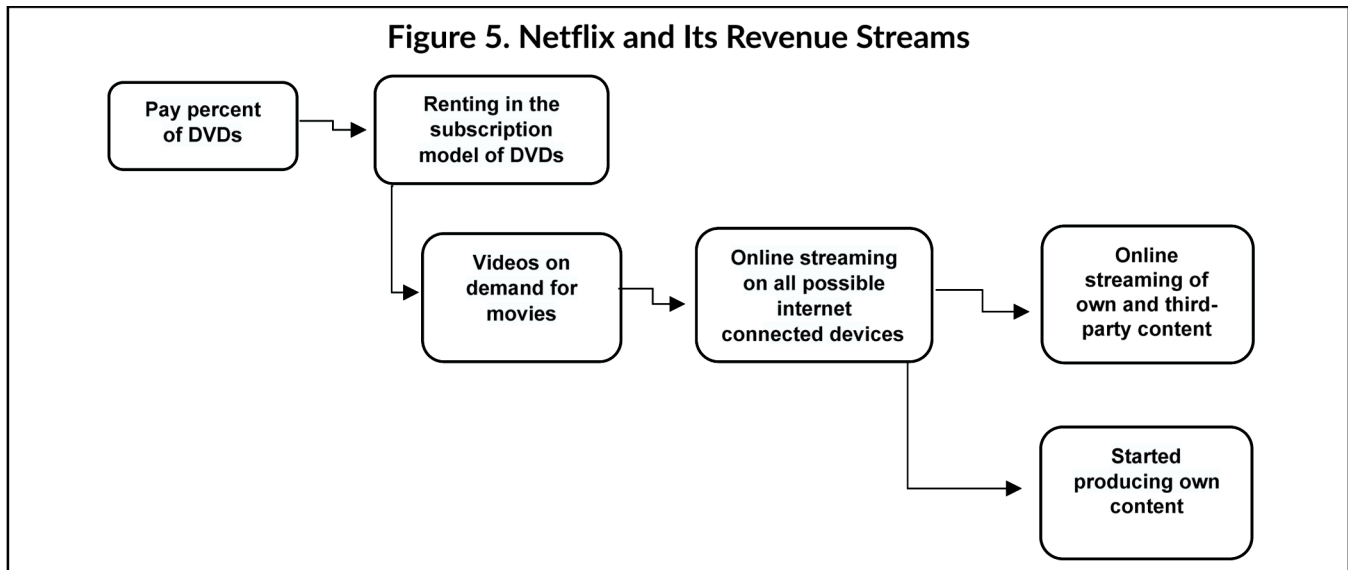 Figure 5. Netflix and Its Revenue Streams
Pay percent
of DVDs
Renting in the
subscription
model of DVDs
Videos on
demand for
movies
Online streaming
on all possible
internet
connected devices
Online
streaming of
own and third-
party content
Started
producing own
content